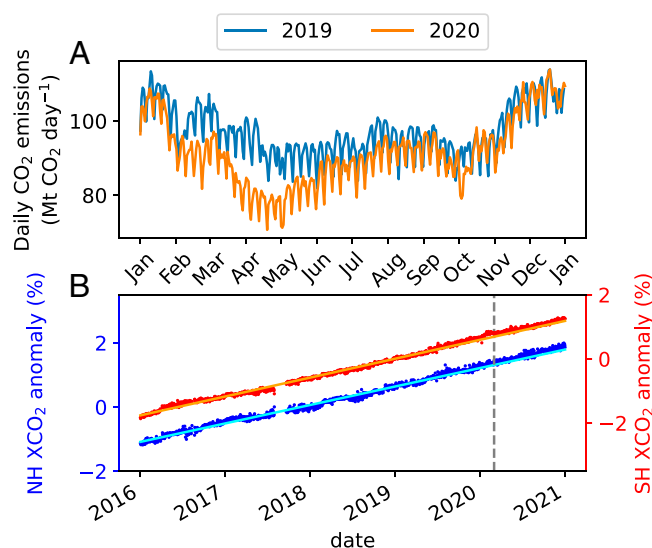 2019 2020
A
Daily CO₂ emissions
(Mt CO₂ day⁻¹)
100
80
Jan Feb Mar Apr May Jun Jul Aug Sep Oct Nov Dec Jan
B
NH XCO₂ anomaly (%)
2
0
−2
SH XCO₂ anomaly (%)
2
0
−2
2016 2017 2018 2019 2020 2021
date